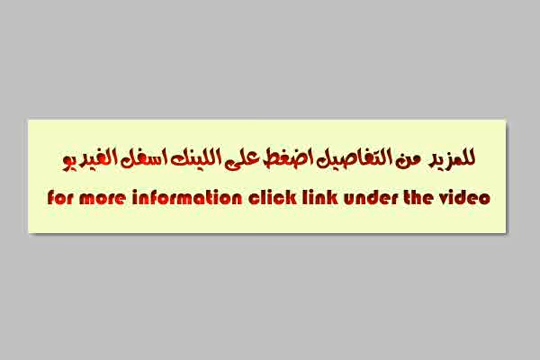 للمزيد من التفاصيل اضغط على اللينك اسفل الفيديو
for more information click link under the video